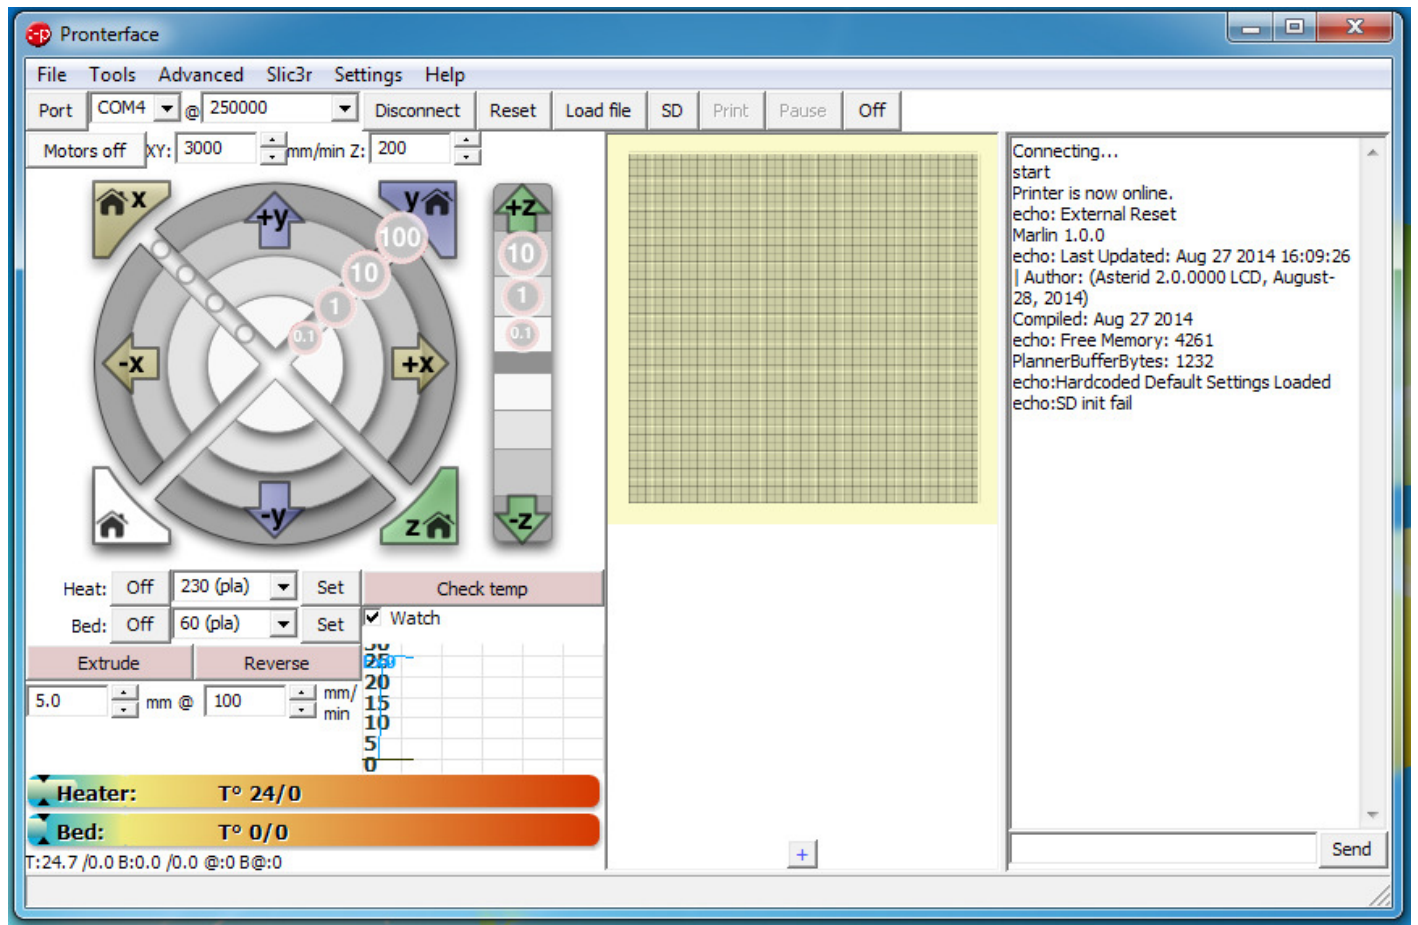 Pronterface
File Tools Advanced Slic3r Settings Help
Port COM4 @ 250000 Disconnect Reset Load file SD Print Pause Off
Motors off XY: 3000 mm/min Z: 200
x +y y +z
100 10
10 1
1 0.1
0.1
-x +x
-y z -z
Heat: Off 230 (pla) Set Check temp
Bed: Off 60 (pla) Set Watch
Extrude Reverse
5.0 mm @ 100 mm/
min
30
25
20
15
10
5
0
Heater: T° 24/0
Bed: T° 0/0
T:24.7 /0.0 B:0.0 /0.0 @:0 B@:0
+
Connecting...
start
Printer is now online.
echo: External Reset
Marlin 1.0.0
echo: Last Updated: Aug 27 2014 16:09:26
| Author: (Asterid 2.0.0000 LCD, August-
28, 2014)
Compiled: Aug 27 2014
echo: Free Memory: 4261
PlannerBufferBytes: 1232
echo:Hardcoded Default Settings Loaded
echo:SD init fail
Send